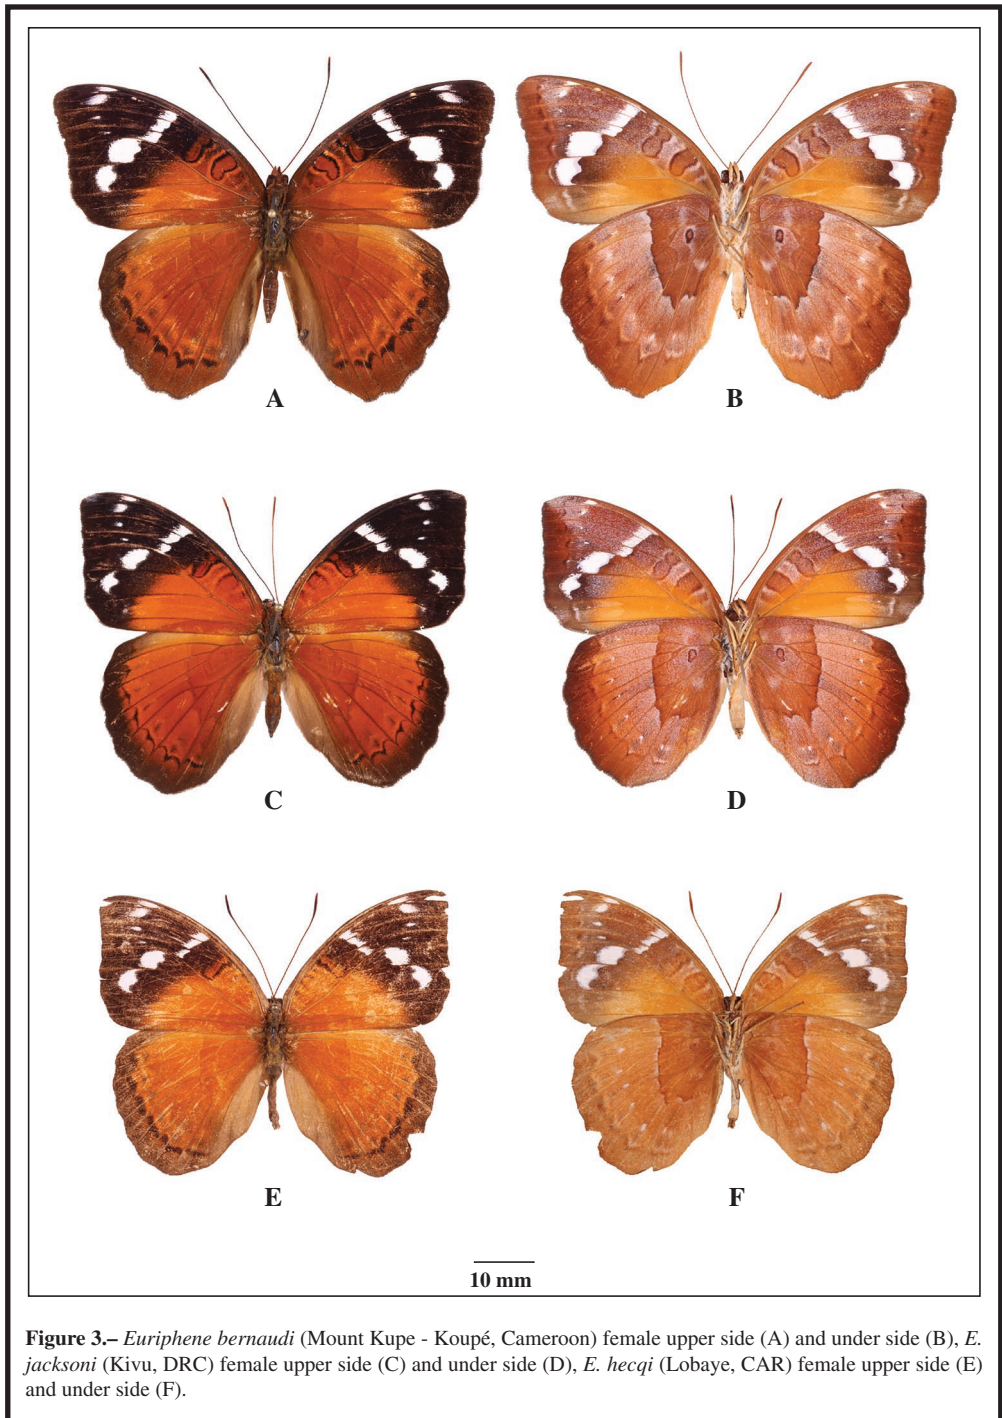 A
B
C
D
E
F
10 mm
Figure 3.– Euriphene bernaudi (Mount Kupe - Koupé, Cameroon) female upper side (A) and under side (B), E.
jacksoni (Kivu, DRC) female upper side (C) and under side (D), E. hecqi (Lobaye, CAR) female upper side (E)
and under side (F).